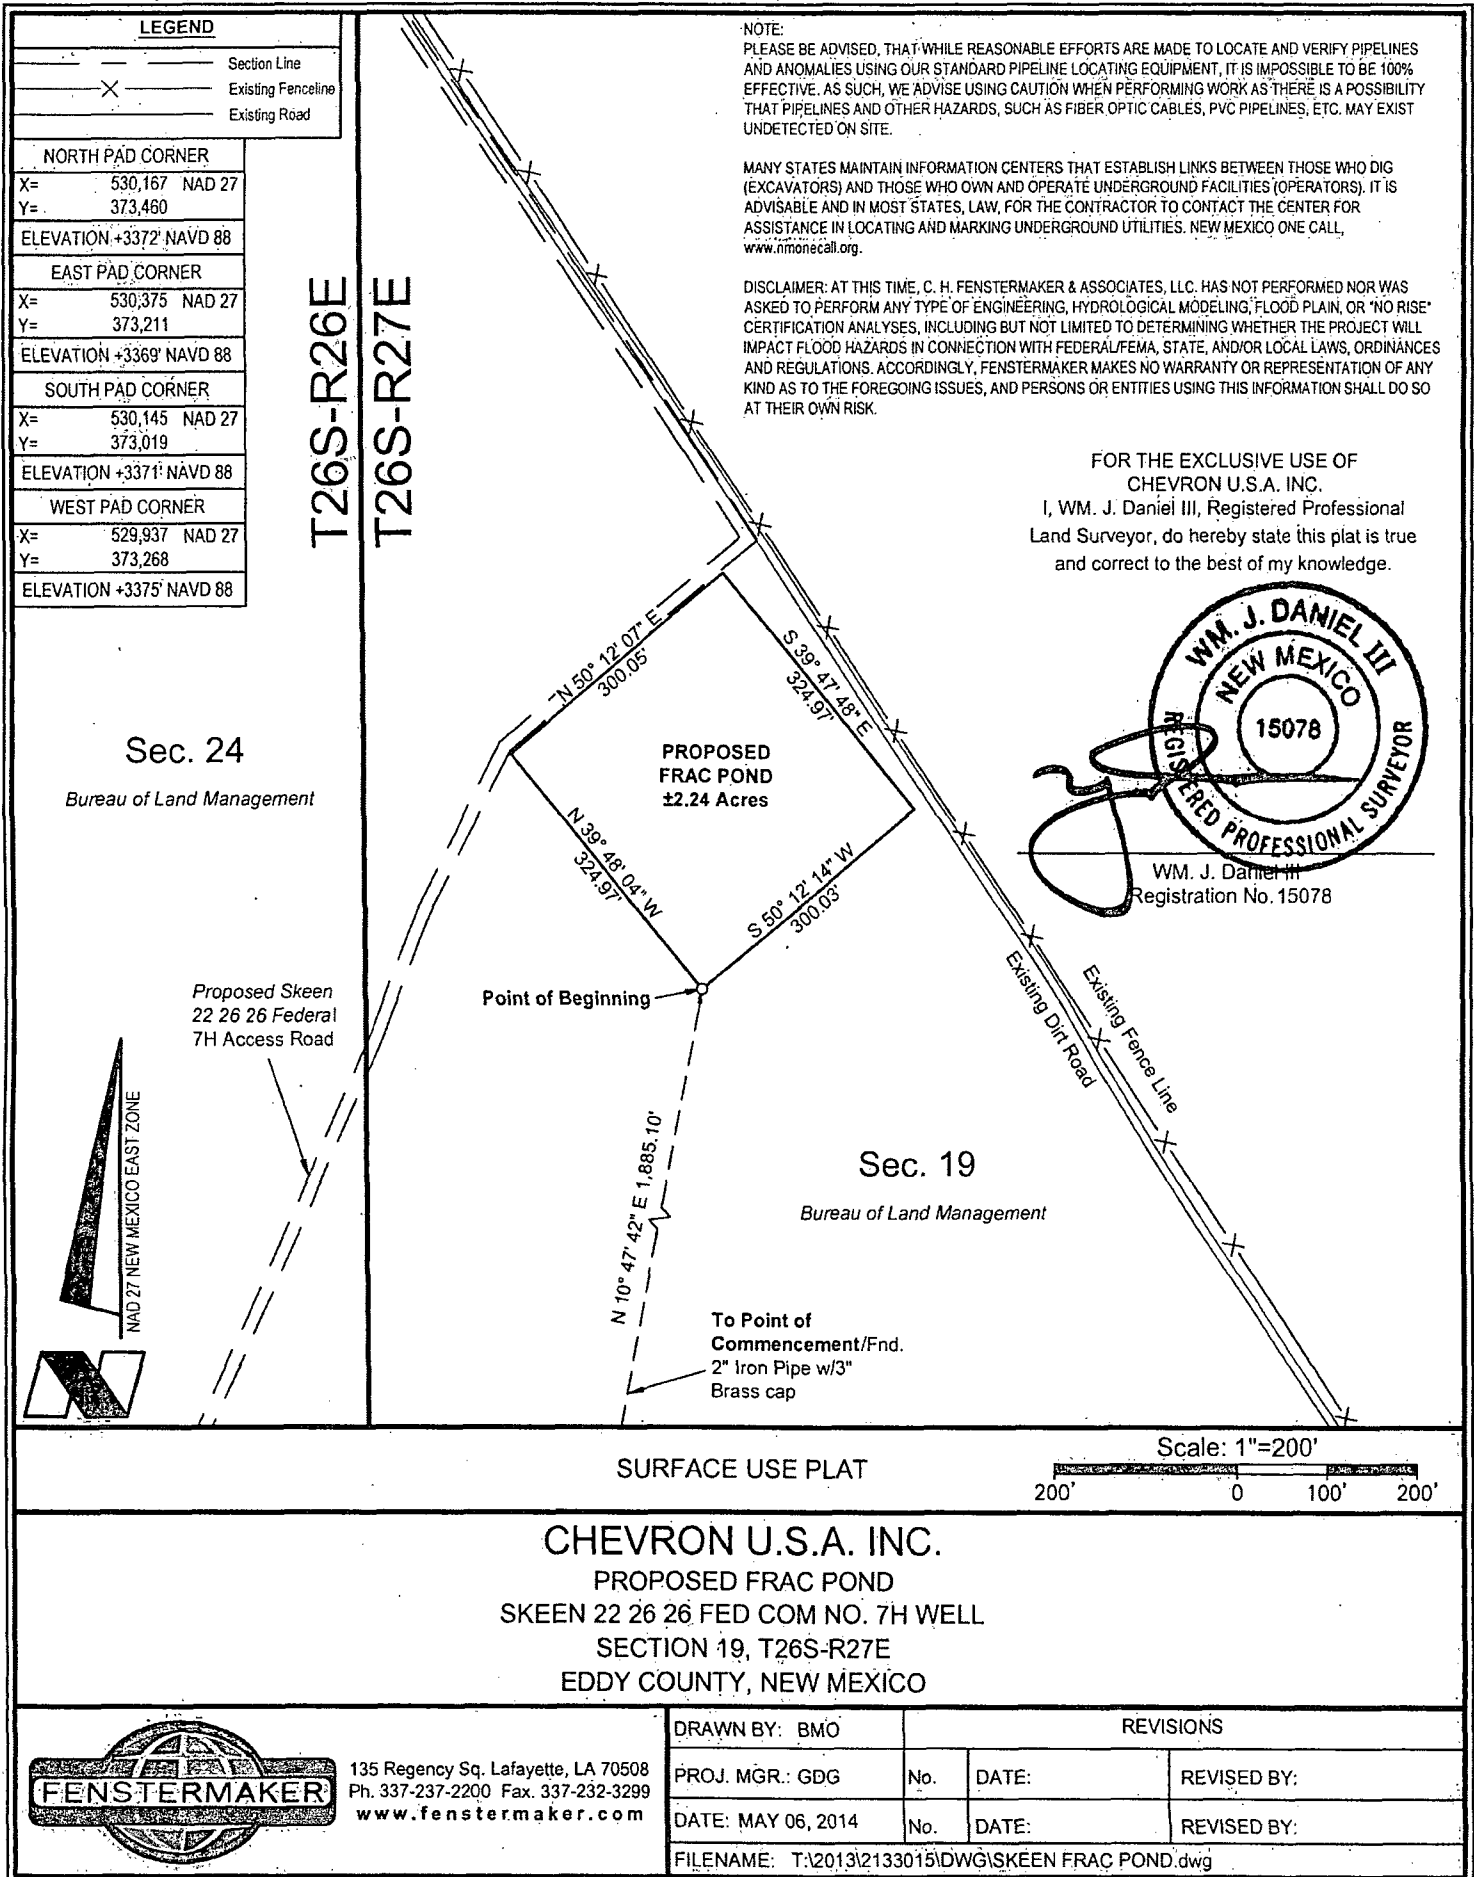 LEGEND
Section Line
Existing Fenceline
Existing Road
NORTH PAD CORNER
X= 530,167 NAD 27
Y= 373,460
ELEVATION +3372' NAVD 88
EAST PAD CORNER
X= 530,375 NAD 27
Y= 373,211
ELEVATION +3369' NAVD 88
SOUTH PAD CORNER
X= 530,145 NAD 27
Y= 373,019
ELEVATION +3371' NAVD 88
WEST PAD CORNER
X= 529,937 NAD 27
Y= 373,268
ELEVATION +3375' NAVD 88
T26S-R26E
T26S-R27E
NOTE:
PLEASE BE ADVISED, THAT WHILE REASONABLE EFFORTS ARE MADE TO LOCATE AND VERIFY PIPELINES
AND ANOMALIES USING OUR STANDARD PIPELINE LOCATING EQUIPMENT, IT IS IMPOSSIBLE TO BE 100%
EFFECTIVE. AS SUCH, WE ADVISE USING CAUTION WHEN PERFORMING WORK AS THERE IS A POSSIBILITY
THAT PIPELINES AND OTHER HAZARDS, SUCH AS FIBER OPTIC CABLES, PVC PIPELINES, ETC. MAY EXIST
UNDETECTED ON SITE.
MANY STATES MAINTAIN INFORMATION CENTERS THAT ESTABLISH LINKS BETWEEN THOSE WHO DIG
(EXCAVATORS) AND THOSE WHO OWN AND OPERATE UNDERGROUND FACILITIES (OPERATORS). IT IS
ADVISABLE AND IN MOST STATES, LAW, FOR THE CONTRACTOR TO CONTACT THE CENTER FOR
ASSISTANCE IN LOCATING AND MARKING UNDERGROUND UTILITIES. NEW MEXICO ONE CALL,
www.nmonecall.org.
DISCLAIMER: AT THIS TIME, C. H. FENSTERMAKER & ASSOCIATES, LLC. HAS NOT PERFORMED NOR WAS
ASKED TO PERFORM ANY TYPE OF ENGINEERING, HYDROLOGICAL MODELING, FLOOD PLAIN, OR "NO RISE"
CERTIFICATION ANALYSES, INCLUDING BUT NOT LIMITED TO DETERMINING WHETHER THE PROJECT WILL
IMPACT FLOOD HAZARDS IN CONNECTION WITH FEDERAL/FEMA, STATE, AND/OR LOCAL LAWS, ORDINANCES
AND REGULATIONS. ACCORDINGLY, FENSTERMAKER MAKES NO WARRANTY OR REPRESENTATION OF ANY
KIND AS TO THE FOREGOING ISSUES, AND PERSONS OR ENTITIES USING THIS INFORMATION SHALL DO SO
AT THEIR OWN RISK.
FOR THE EXCLUSIVE USE OF
CHEVRON U.S.A. INC.
I, WM. J. Daniel III, Registered Professional
Land Surveyor, do hereby state this plat is true
and correct to the best of my knowledge.
WM. J. DANIEL III
NEW MEXICO
15078
REGISTERED PROFESSIONAL SURVEYOR
WM. J. Daniel III
Registration No. 15078
N 50° 12' 07" E
300.05'
S 39° 47' 48" E
324.97'
PROPOSED
FRAC POND
±2.24 Acres
N 39° 48' 04" W
324.97'
S 50° 12' 14" W
300.03'
Sec. 24
Bureau of Land Management
Point of Beginning
Proposed Skeen
22 26 26 Federal
7H Access Road
Existing Dirt Road
Existing Fence Line
NAD 27 NEW MEXICO EAST ZONE
N 10° 47' 42" E 1,885.10'
Sec. 19
Bureau of Land Management
To Point of
Commencement/Fnd.
2" Iron Pipe w/3"
Brass cap
SURFACE USE PLAT
Scale: 1"=200'
200' 0 100' 200'
CHEVRON U.S.A. INC.
PROPOSED FRAC POND
SKEEN 22 26 26 FED COM NO. 7H WELL
SECTION 19, T26S-R27E
EDDY COUNTY, NEW MEXICO
FENSTERMAKER
135 Regency Sq. Lafayette, LA 70508
Ph. 337-237-2200 Fax. 337-232-3299
www.fenstermaker.com
DRAWN BY: BMO
REVISIONS
PROJ. MGR.: GDG
No. DATE: REVISED BY:
DATE: MAY 06, 2014
No. DATE: REVISED BY:
FILENAME: T:\2013\2133015\DWG\SKEEN FRAC POND.dwg